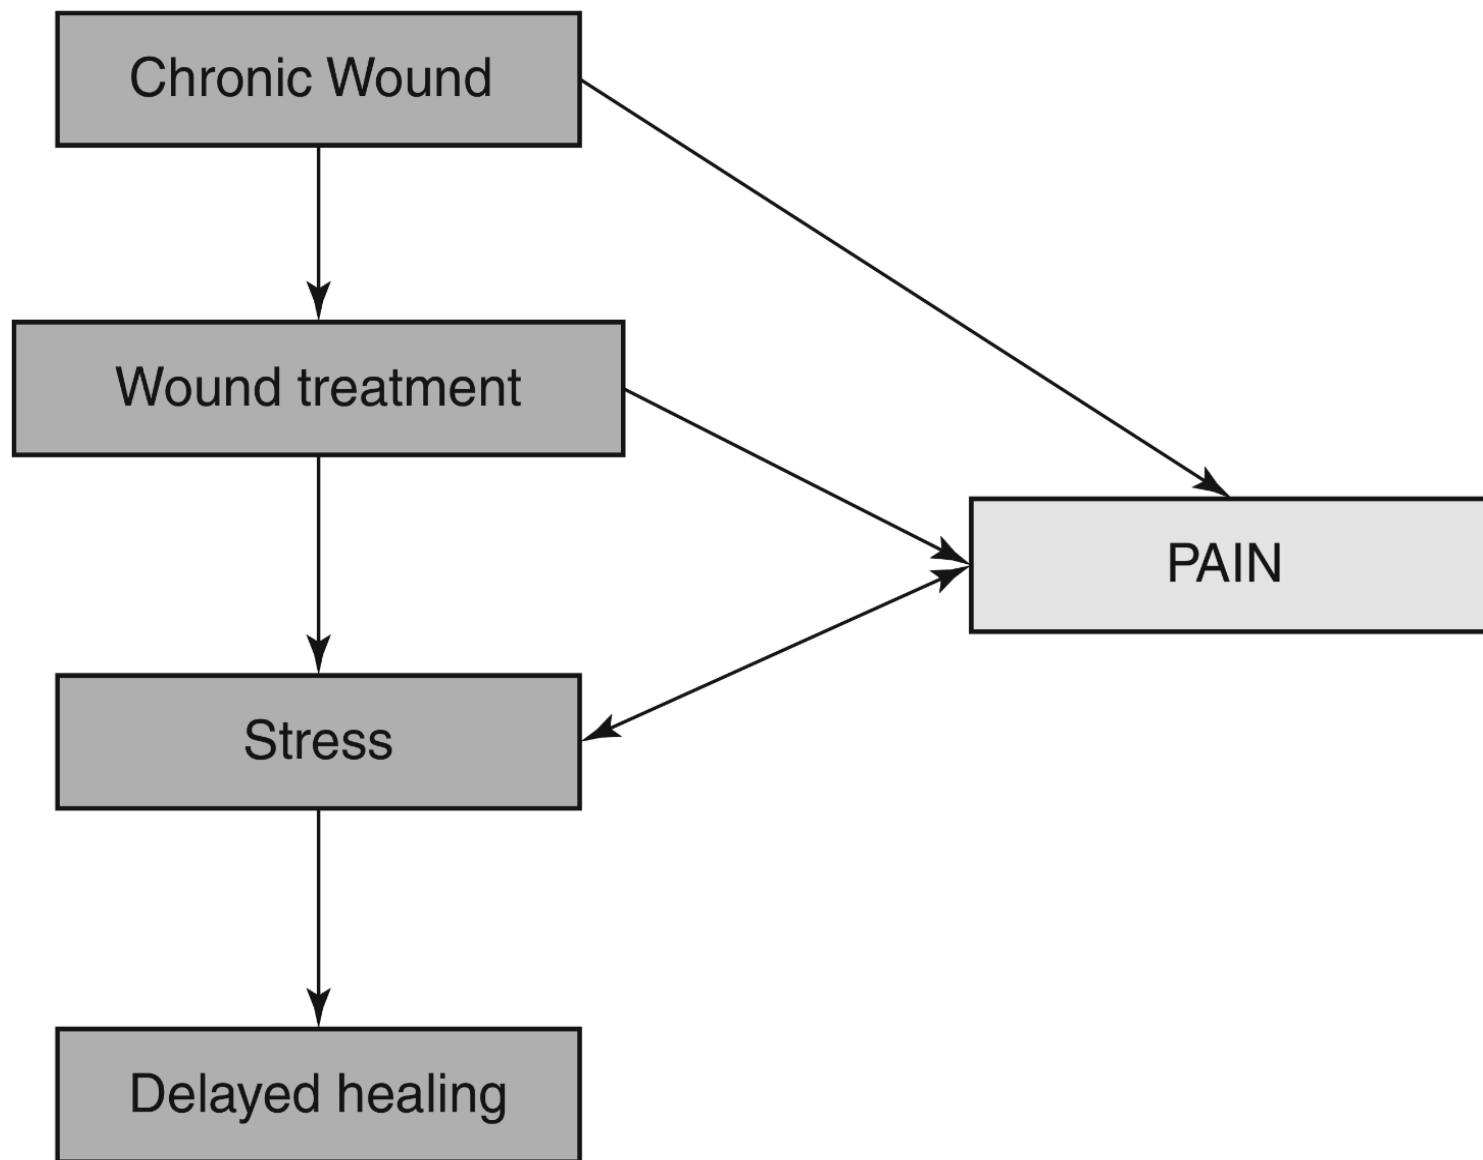 Chronic Wound
Wound treatment
PAIN
Stress
Delayed healing